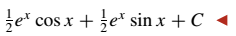 ½eˣ cos x + ½eˣ sin x + C ◄